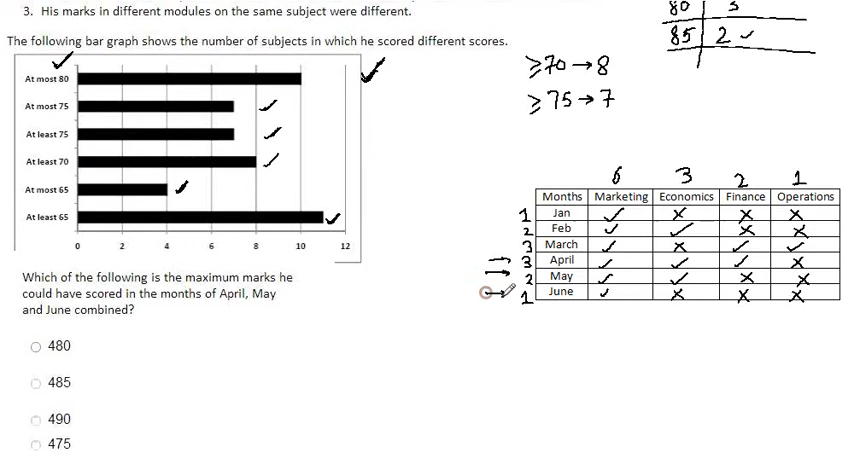 3. His marks in different modules on the same subject were different.
The following bar graph shows the number of subjects in which he scored different scores.
80 3
85 2
≥70→8
≥75→7
At most 80
At most 75
At least 75
At least 70
At most 65
At least 65
0 2 4 6 8 10 12
6 3 2 1
Months Marketing Economics Finance Operations
1 Jan ✓ ✗ ✗ ✗
2 Feb ✓ ✓ ✗ ✗
3 March ✓ ✗ ✓ ✓
3 April ✓ ✓ ✓ ✗
2 May ✓ ✓ ✗ ✗
1 June ✓ ✗ ✗ ✗
Which of the following is the maximum marks he
could have scored in the months of April, May
and June combined?
480
485
490
475